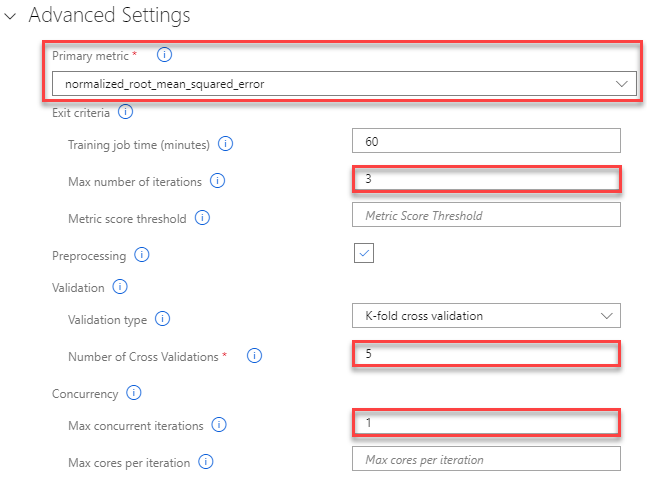 Advanced Settings
Primary metric *
normalized_root_mean_squared_error
Exit criteria
Training job time (minutes)
60
Max number of iterations
3
Metric score threshold
Metric Score Threshold
Preprocessing
Validation
Validation type
K-fold cross validation
Number of Cross Validations *
5
Concurrency
Max concurrent iterations
1
Max cores per iteration
Max cores per iteration